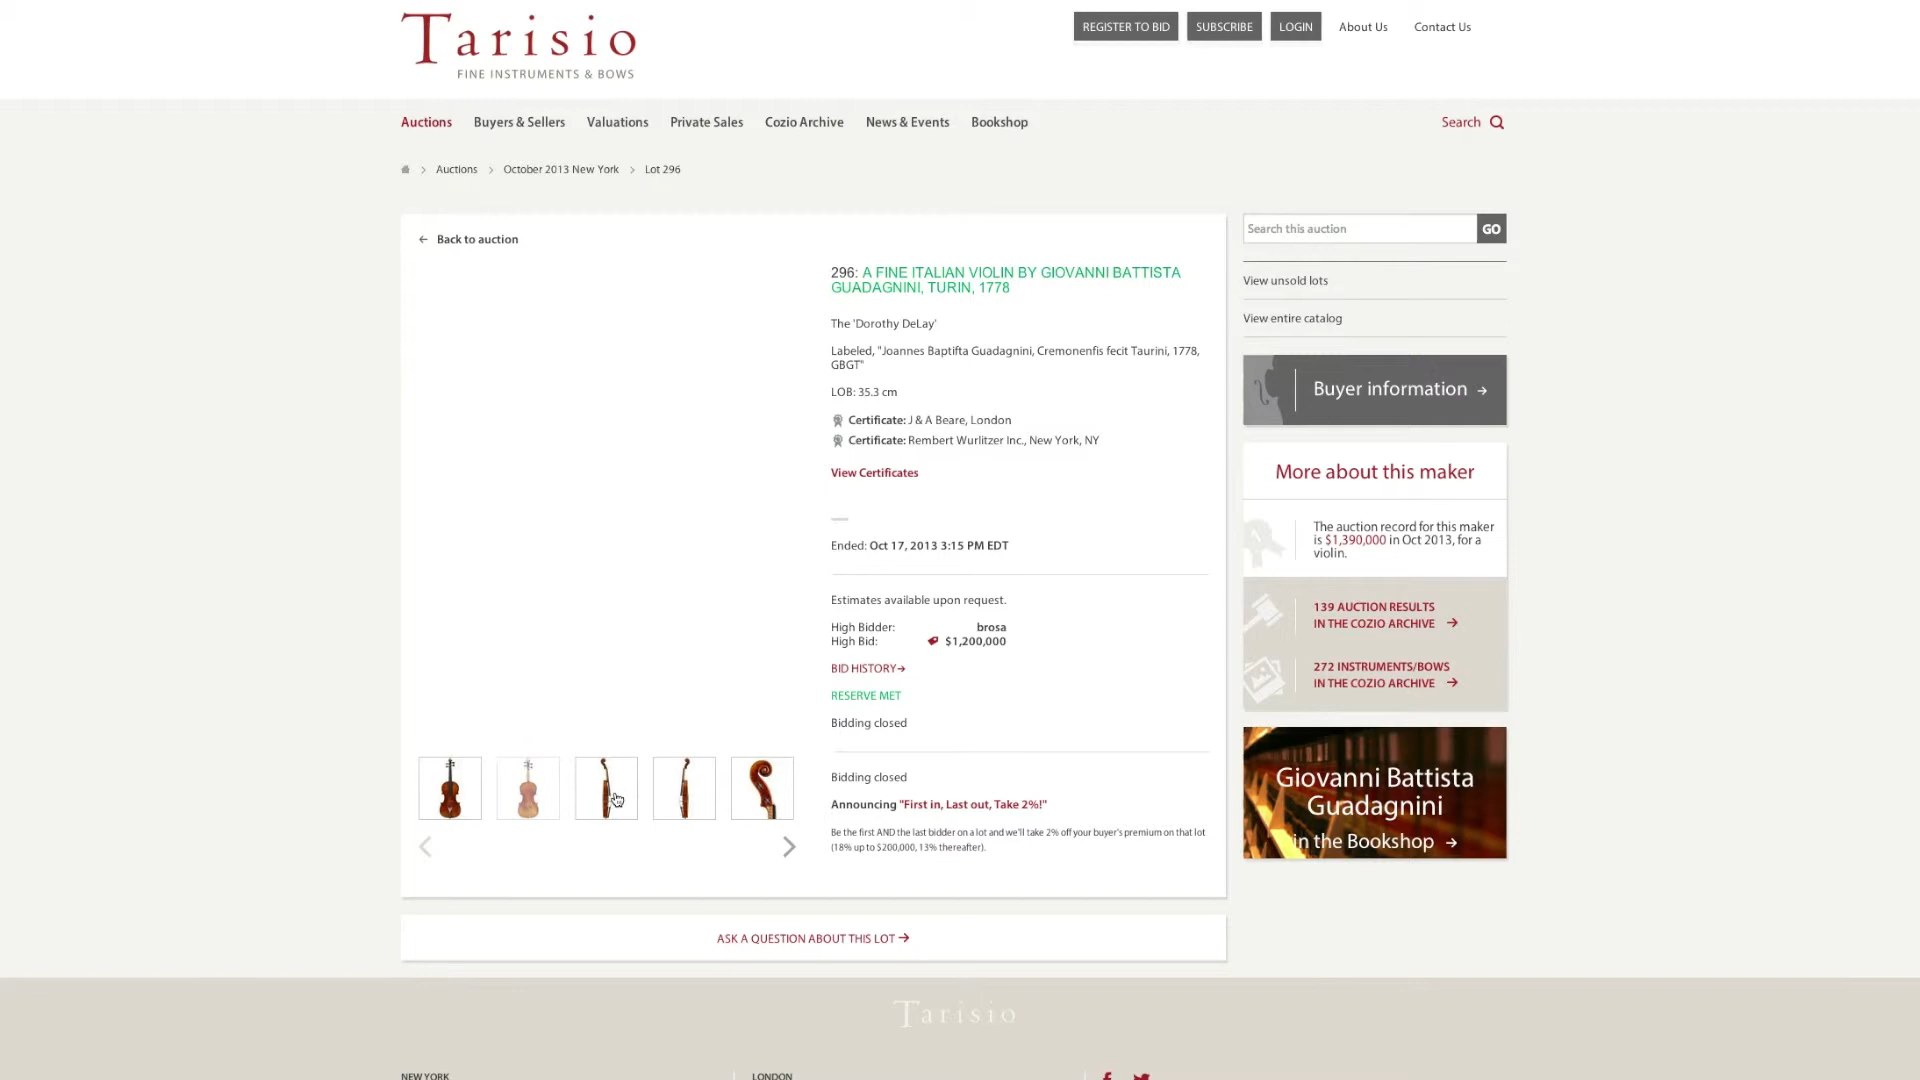 Tarisio
FINE INSTRUMENTS & BOWS
REGISTER TO BID
SUBSCRIBE
LOGIN
About Us
Contact Us
Auctions
Buyers & Sellers
Valuations
Private Sales
Cozio Archive
News & Events
Bookshop
Search
Auctions
October 2013 New York
Lot 296
← Back to auction
296: A FINE ITALIAN VIOLIN BY GIOVANNI BATTISTA
GUADAGNINI, TURIN, 1778
The 'Dorothy DeLay'
Labeled, "Joannes Baptifta Guadagnini, Cremonenfis fecit Taurini, 1778,
GBGT"
LOB: 35.3 cm
Certificate: J & A Beare, London
Certificate: Rembert Wurlitzer Inc., New York, NY
View Certificates
Ended: Oct 17, 2013 3:15 PM EDT
Estimates available upon request.
High Bidder: brosa
High Bid: $1,200,000
BID HISTORY→
RESERVE MET
Bidding closed
Bidding closed
Announcing "First in, Last out, Take 2%!"
Be the first AND the last bidder on a lot and we'll take 2% off your buyer's premium on that lot
(18% up to $200,000, 13% thereafter).
ASK A QUESTION ABOUT THIS LOT →
Search this auction
GO
View unsold lots
View entire catalog
Buyer information →
More about this maker
The auction record for this maker
is $1,390,000 in Oct 2013, for a
violin.
139 AUCTION RESULTS
IN THE COZIO ARCHIVE →
272 INSTRUMENTS/BOWS
IN THE COZIO ARCHIVE →
Giovanni Battista
Guadagnini
in the Bookshop →
Tarisio
NEW YORK
LONDON